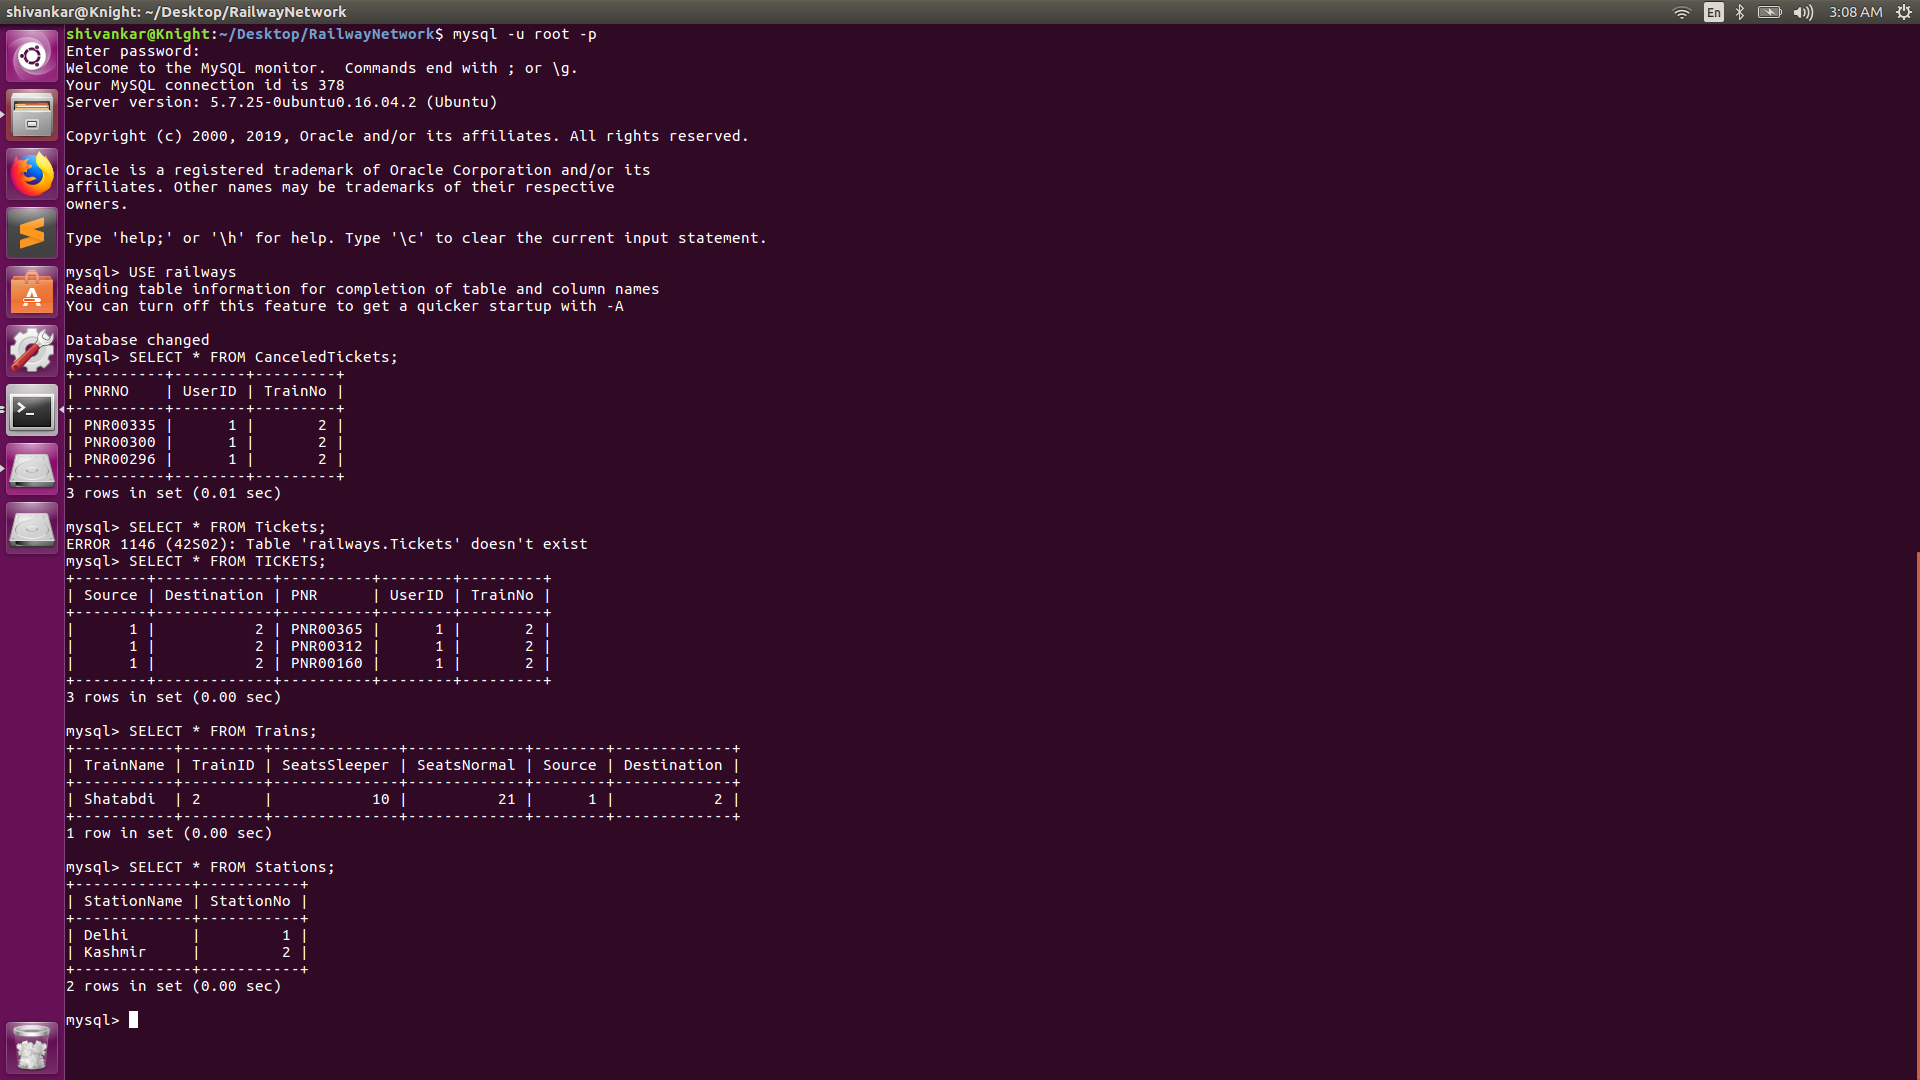 shivankar@Knight: ~/Desktop/RailwayNetwork
En
3:08 AM
shivankar@Knight:~/Desktop/RailwayNetwork$ mysql -u root -p
Enter password:
Welcome to the MySQL monitor.  Commands end with ; or \g.
Your MySQL connection id is 378
Server version: 5.7.25-0ubuntu0.16.04.2 (Ubuntu)

Copyright (c) 2000, 2019, Oracle and/or its affiliates. All rights reserved.

Oracle is a registered trademark of Oracle Corporation and/or its
affiliates. Other names may be trademarks of their respective
owners.

Type 'help;' or '\h' for help. Type '\c' to clear the current input statement.

mysql> USE railways
Reading table information for completion of table and column names
You can turn off this feature to get a quicker startup with -A

Database changed
mysql> SELECT * FROM CanceledTickets;
+----------+--------+---------+
| PNRNO    | UserID | TrainNo |
+----------+--------+---------+
| PNR00335 |      1 |       2 |
| PNR00300 |      1 |       2 |
| PNR00296 |      1 |       2 |
+----------+--------+---------+
3 rows in set (0.01 sec)

mysql> SELECT * FROM Tickets;
ERROR 1146 (42S02): Table 'railways.Tickets' doesn't exist
mysql> SELECT * FROM TICKETS;
+--------+-------------+----------+--------+---------+
| Source | Destination | PNR      | UserID | TrainNo |
+--------+-------------+----------+--------+---------+
|      1 |           2 | PNR00365 |      1 |       2 |
|      1 |           2 | PNR00312 |      1 |       2 |
|      1 |           2 | PNR00160 |      1 |       2 |
+--------+-------------+----------+--------+---------+
3 rows in set (0.00 sec)

mysql> SELECT * FROM Trains;
+-----------+---------+--------------+-------------+--------+-------------+
| TrainName | TrainID | SeatsSleeper | SeatsNormal | Source | Destination |
+-----------+---------+--------------+-------------+--------+-------------+
| Shatabdi  | 2       |           10 |          21 |      1 |           2 |
+-----------+---------+--------------+-------------+--------+-------------+
1 row in set (0.00 sec)

mysql> SELECT * FROM Stations;
+-------------+-----------+
| StationName | StationNo |
+-------------+-----------+
| Delhi       |         1 |
| Kashmir     |         2 |
+-------------+-----------+
2 rows in set (0.00 sec)

mysql>